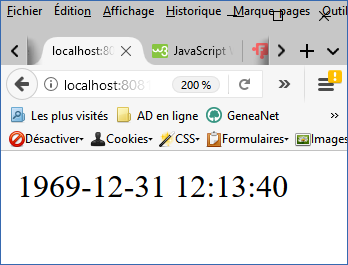 Fichier Édition Affichage Historique Marque-pages Outil
localhost:80 JavaScript
localhost:808 200 %
Les plus visités AD en ligne GeneaNet
Désactiver Cookies CSS Formulaires Images
1969-12-31 12:13:40